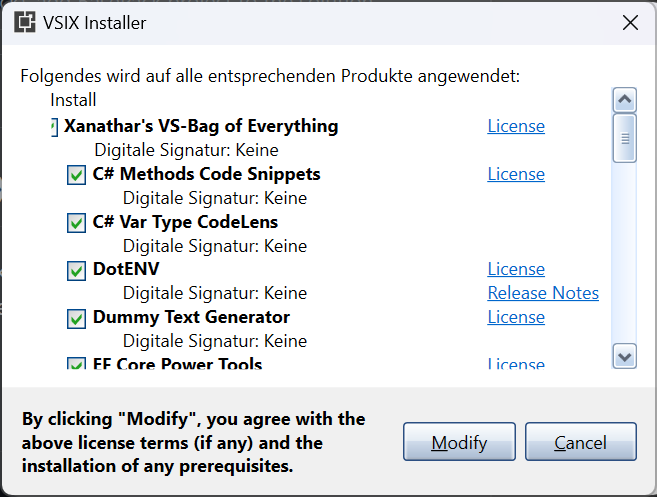 VSIX Installer
Folgendes wird auf alle entsprechenden Produkte angewendet:
Install
Xanathar's VS-Bag of Everything License
Digitale Signatur: Keine
C# Methods Code Snippets License
Digitale Signatur: Keine
C# Var Type CodeLens
Digitale Signatur: Keine
DotENV License
Digitale Signatur: Keine Release Notes
Dummy Text Generator License
Digitale Signatur: Keine
EF Core Power Tools License
By clicking "Modify", you agree with the
above license terms (if any) and the
installation of any prerequisites.
Modify Cancel